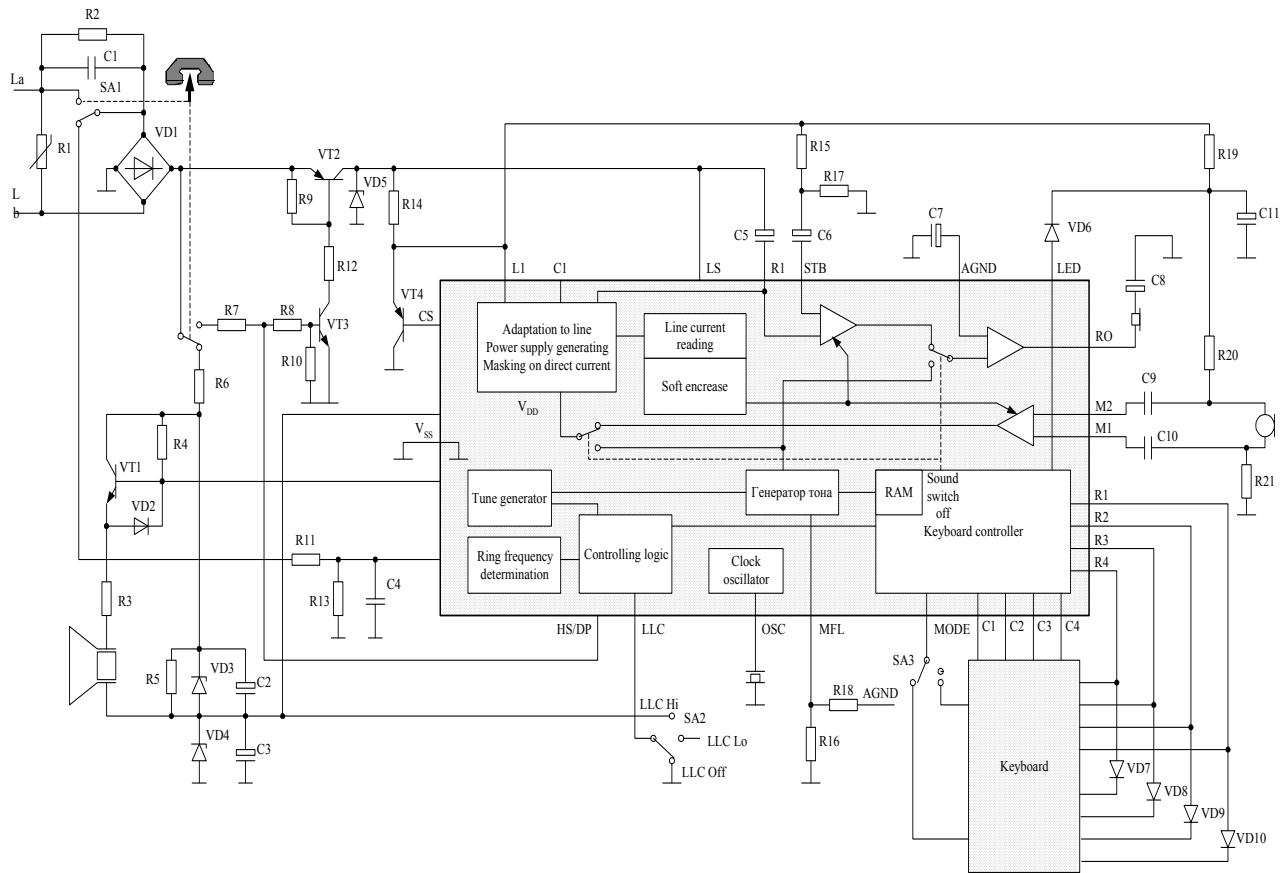 R2
C1
La
SA1
R1
VD1
L
b
VT2
R9
VD5
R14
R15
R17
R19
C5
C6
C7
VD6
C11
R12
L1
C1
LS
R1
STB
AGND
LED
C8
R7
R8
VT3
VT4
CS
R10
R6
Adaptation to line
Power supply generating
Masking on direct current
Line current
reading
Soft encrease
RO
R20
C9
M2
M1
C10
R21
VDD
VSS
R4
VT1
VD2
Tune generator
Генератор тона
RAM
Sound
switch
off
Keyboard controller
R1
R2
R3
R4
R11
Ring frequency
determination
Controlling logic
Clock
oscillator
R3
R13
C4
HS/DP
LLC
OSC
MFL
MODE
C1
C2
C3
C4
R5
VD3
C2
SA3
R18
AGND
LLC Hi
SA2
LLC Lo
LLC Off
VD4
C3
R16
Keyboard
VD7
VD8
VD9
VD10